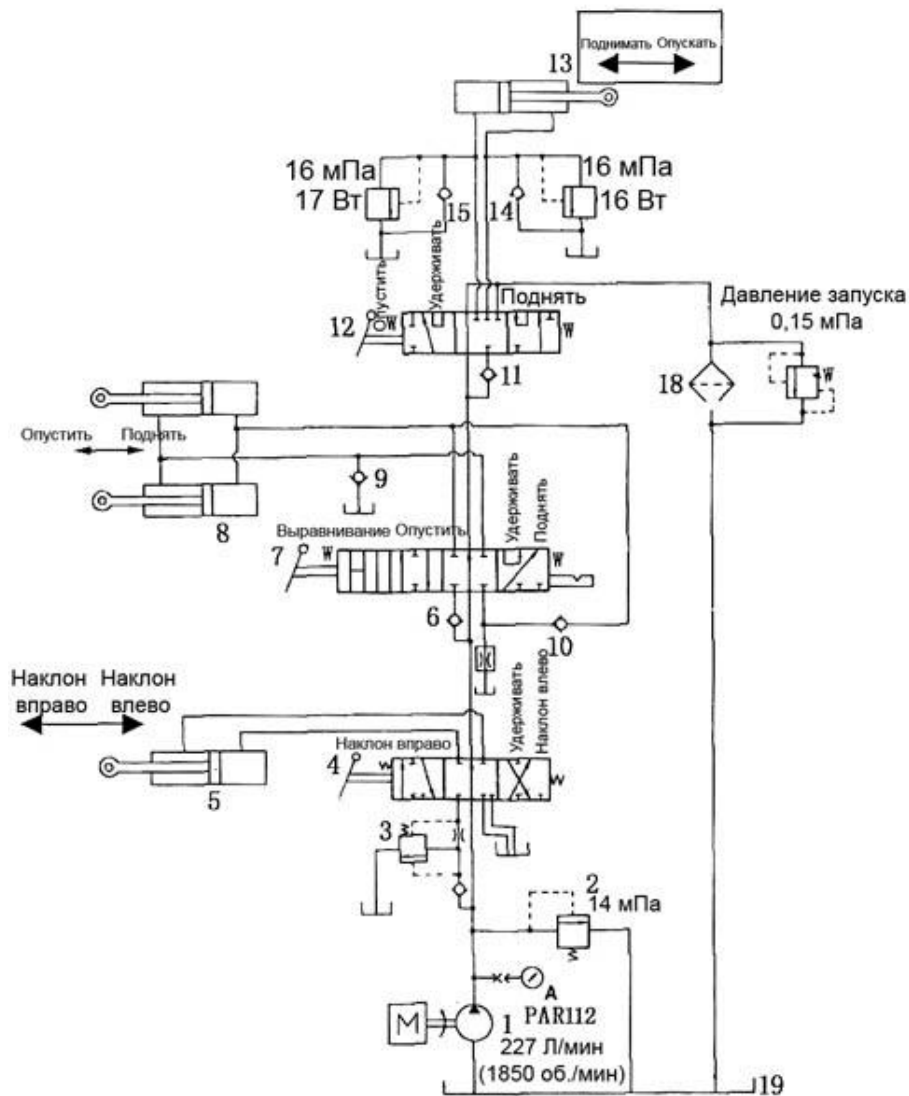 13
Поднимать Опускать
16 мПа
17 Вт
15
14
16 мПа
16 Вт
Опустить
Удерживать
Поднять
12
W
W
11
Давление запуска
0,15 мПа
18
W
Опустить
Поднять
8
9
Выравнивание Опустить
Удерживать
Поднять
7
W
W
6
10
Наклон
вправо
Наклон
влево
5
Наклон вправо
Удерживать
Наклон влево
4
3
2
14 мПа
A
M
1
PAR112
227 Л/мин
(1850 об./мин)
19